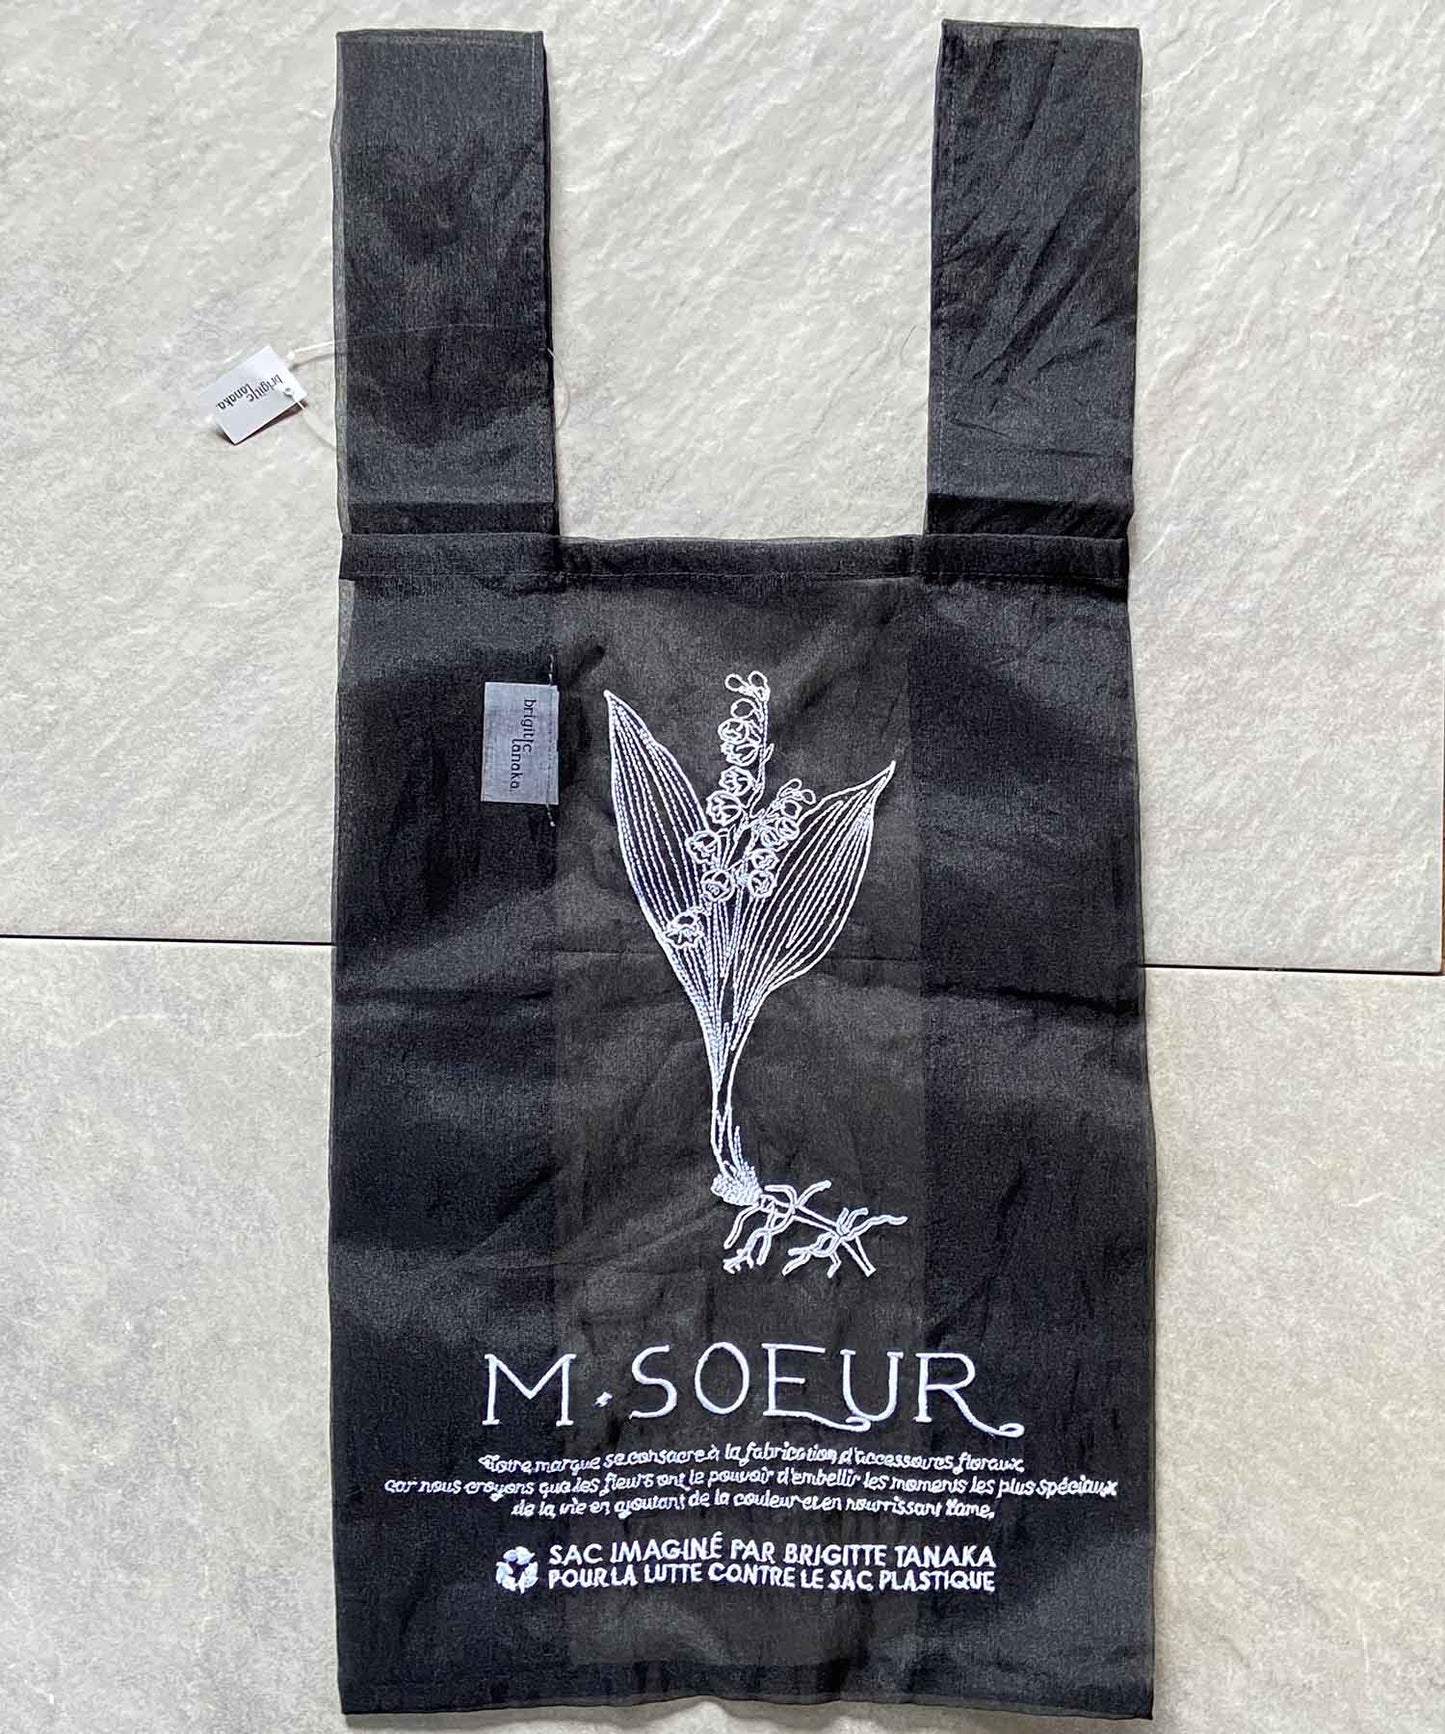 brigitte
tanaka
brigitte
tanaka
M. SOEUR
Notre marque se consacre à la fabrication d'accessoires floraux,
car nous croyons que les fleurs ont le pouvoir d'embellir les moments les plus spéciaux
de la vie en ajoutant de la couleur et en nourrissant l'ame.
SAC IMAGINÉ PAR BRIGITTE TANAKA
POUR LA LUTTE CONTRE LE SAC PLASTIQUE